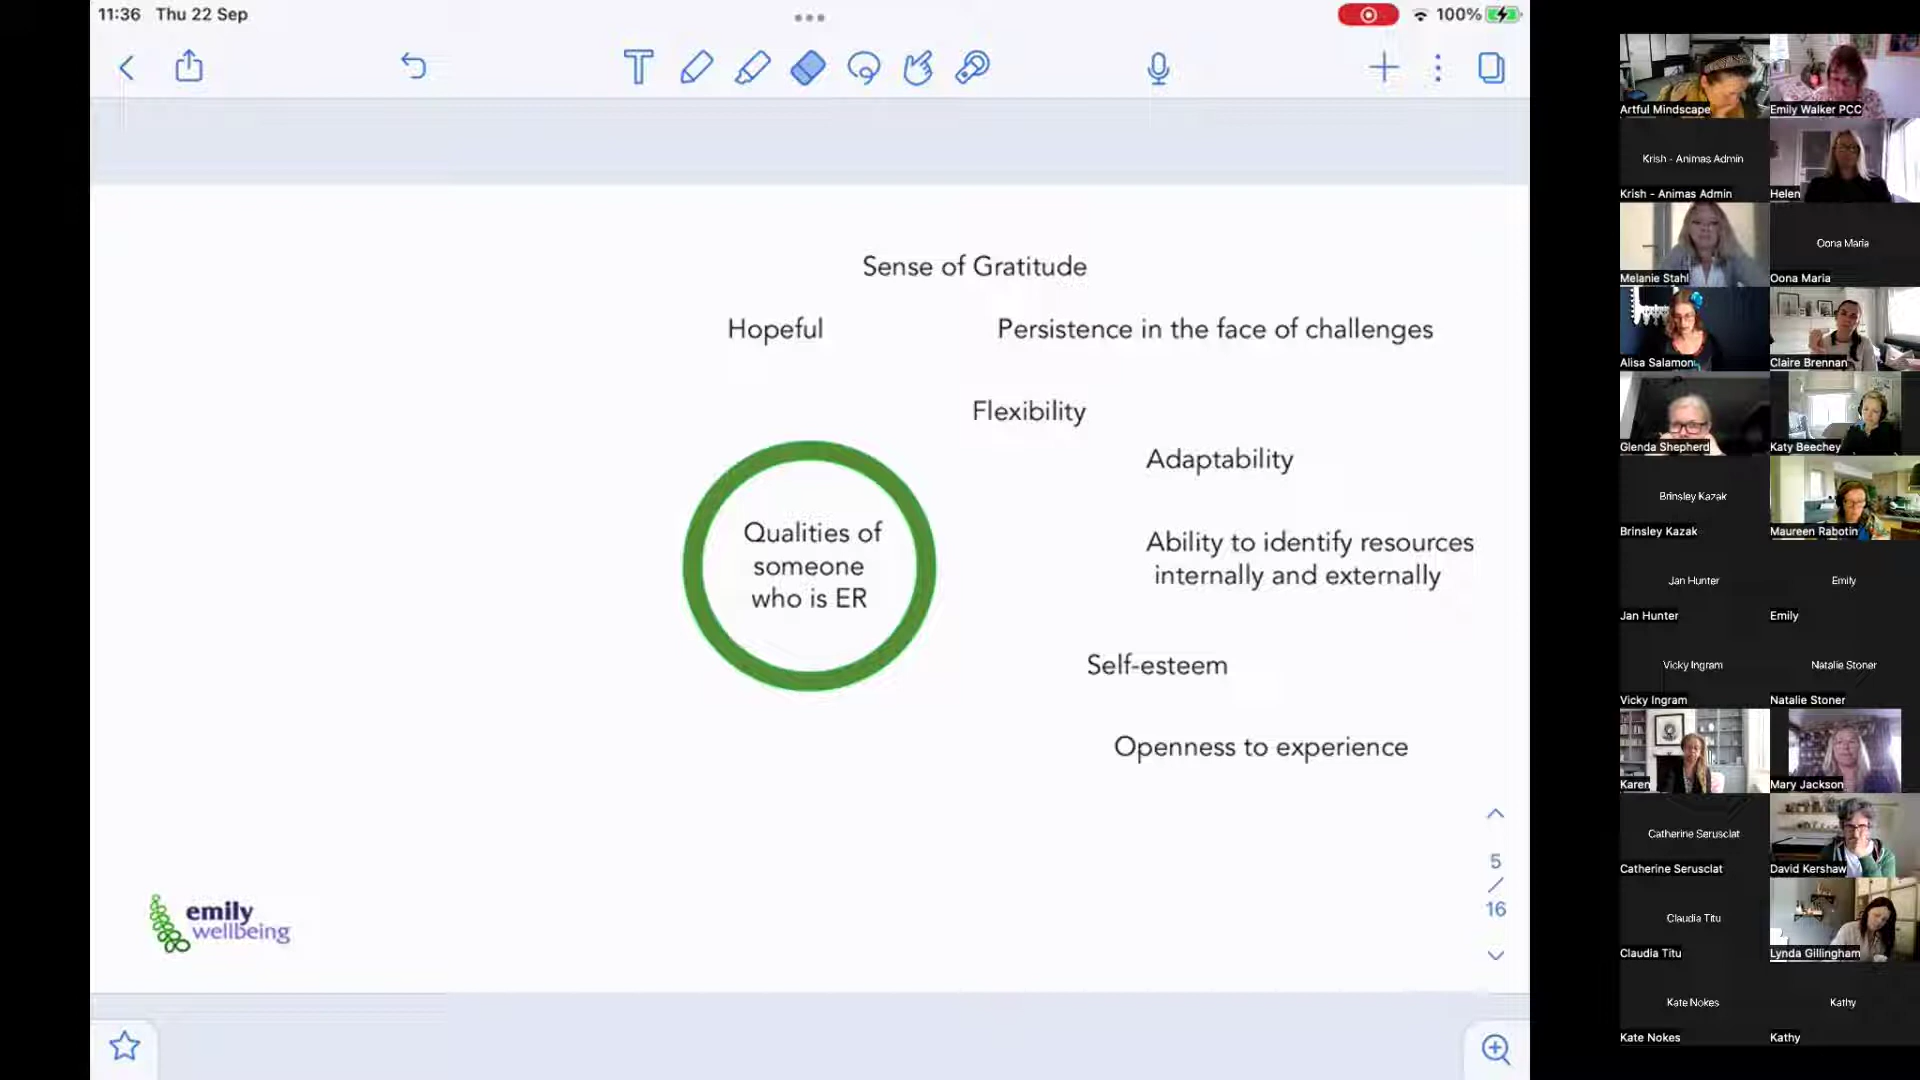 11:36 Thu 22 Sep
100%
Sense of Gratitude
Hopeful
Persistence in the face of challenges
Flexibility
Adaptability
Qualities of
someone
who is ER
Ability to identify resources
internally and externally
Self-esteem
Openness to experience
5
/
16
emily
wellbeing
Artful Mindscape
Emily Walker PCC
Krish - Animas Admin
Krish - Animas Admin
Helen
Melanie Stahl
Oona Maria
Oona Maria
Alisa Salamon
Claire Brennan
Glenda Shepherd
Katy Beechey
Brinsley Kazak
Brinsley Kazak
Maureen Rabotin
Jan Hunter
Jan Hunter
Emily
Emily
Vicky Ingram
Vicky Ingram
Natalie Stoner
Natalie Stoner
Karen
Mary Jackson
Catherine Serusclat
Catherine Serusclat
David Kershaw
Claudia Titu
Claudia Titu
Lynda Gillingham
Kate Nokes
Kate Nokes
Kathy
Kathy